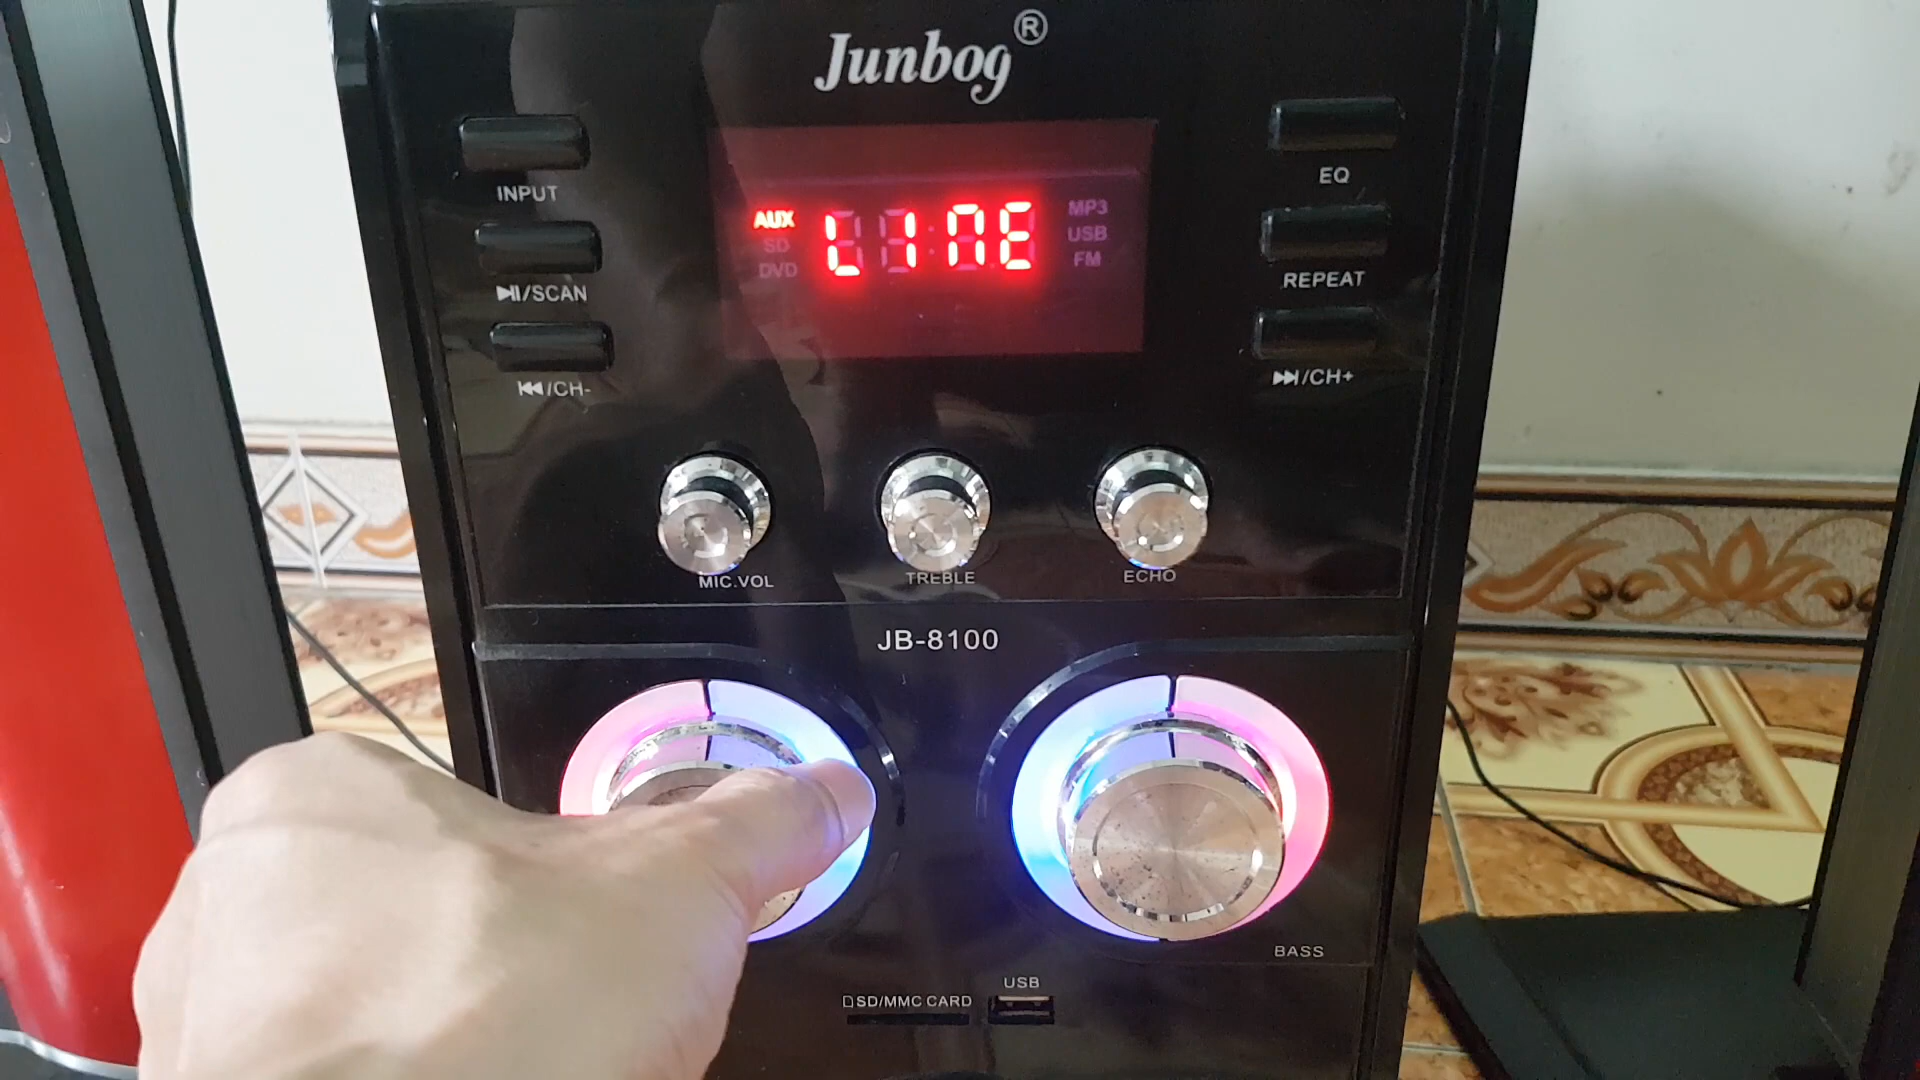 Junbog®
INPUT
EQ
AUX
SD
DVD
LINE
MP3
USB
FM
⏯/SCAN
REPEAT
⏮/CH-
⏭/CH+
MIC.VOL
TREBLE
ECHO
JB-8100
BASS
SD/MMC CARD
USB